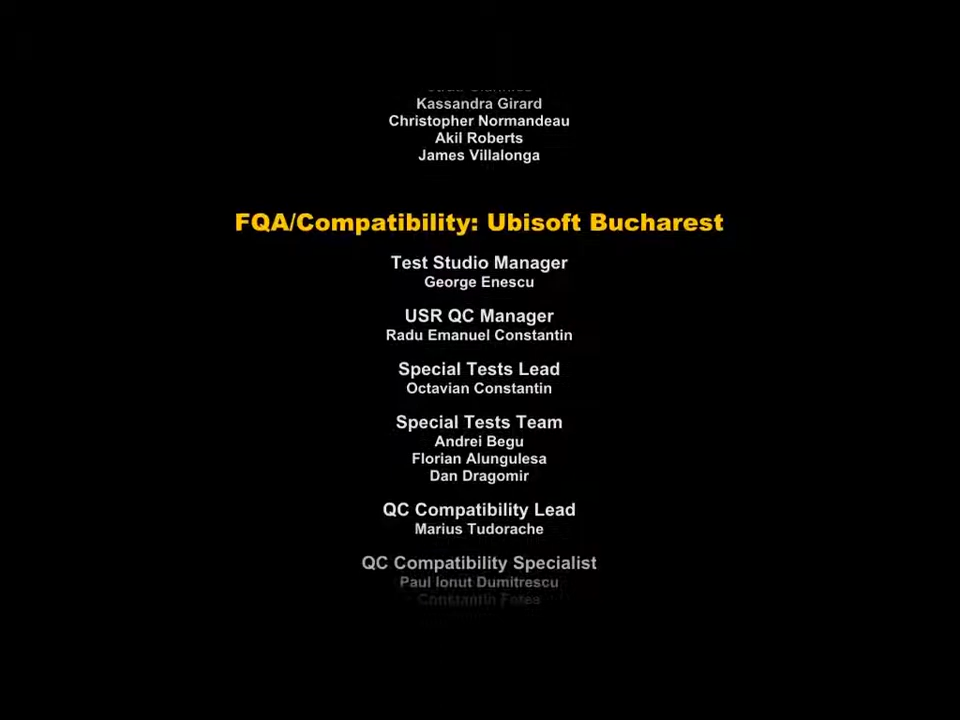 Kassandra Girard
Christopher Normandeau
Akil Roberts
James Villalonga
FQA/Compatibility: Ubisoft Bucharest
Test Studio Manager
George Enescu
USR QC Manager
Radu Emanuel Constantin
Special Tests Lead
Octavian Constantin
Special Tests Team
Andrei Begu
Florian Alungulesa
Dan Dragomir
QC Compatibility Lead
Marius Tudorache
QC Compatibility Specialist
Paul Ionut Dumitrescu
Constantin